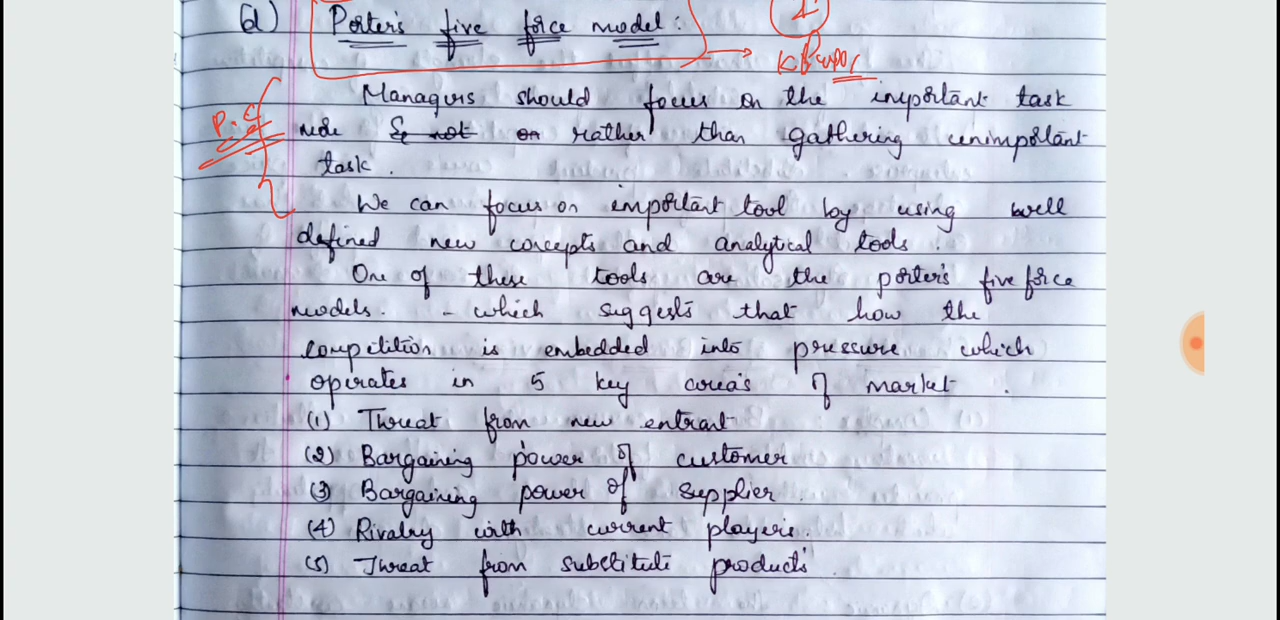 (d) Porter's five force model :
Managers should focus on the important task
rather than gathering unimportant
task .
We can focus on important tool by using well
defined new concepts and analytical tools .
One of these tools are the porter's five force
models. - which suggests that how the
competition is embedded into pressure which
operates in 5 key area's of market .
(1) Threat from new entrant
(2) Bargaining power of customer
(3) Bargaining power of supplier
(4) Rivalry with current players.
(5) Threat from substitute products